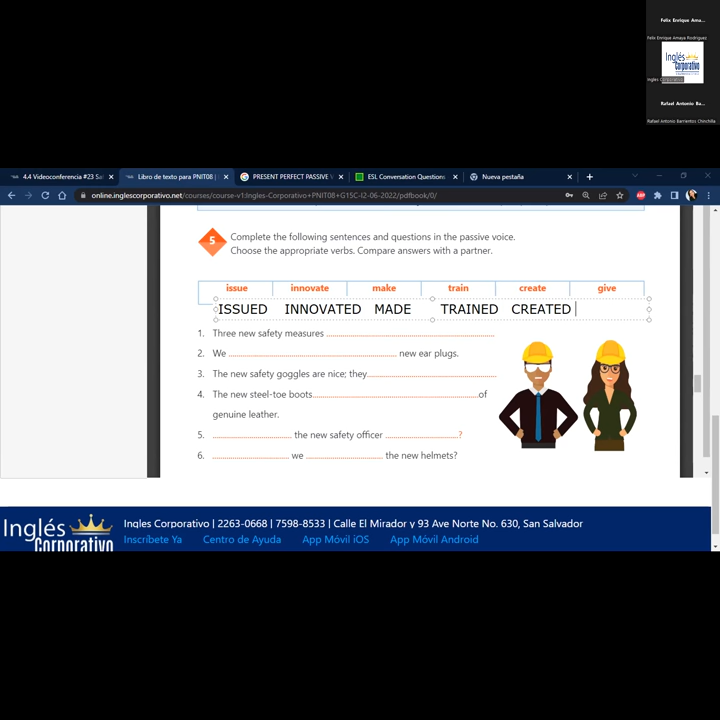 Felix Enrique Ama...
Felix Enrique Amaya Rodriguez
Inglés
Corporativo
Rafael Antonio Ba...
Rafael Antonio Barrientos Chinchilla
4.4 Videoconferencia #23 Sa
Libro de texto para PNIT08 |
PRESENT PERFECT PASSIVE V
ESL Conversation Questions
Nueva pestaña
online.inglescorporativo.net/courses/course-v1:Ingles-Corporativo+PNIT08+G1SC-I2-06-2022/pdfbook/0/
5 Complete the following sentences and questions in the passive voice.
Choose the appropriate verbs. Compare answers with a partner.
issue innovate make train create give
ISSUED INNOVATED MADE TRAINED CREATED
1. Three new safety measures
2. We ........ new ear plugs.
3. The new safety goggles are nice; they
4. The new steel-toe boots ........ of
genuine leather.
5. ........ the new safety officer ........?
6. ........ we ........ the new helmets?
Inglés Corporativo
Ingles Corporativo | 2263-0668 | 7598-8533 | Calle El Mirador y 93 Ave Norte No. 630, San Salvador
Inscríbete Ya Centro de Ayuda App Móvil iOS App Móvil Android